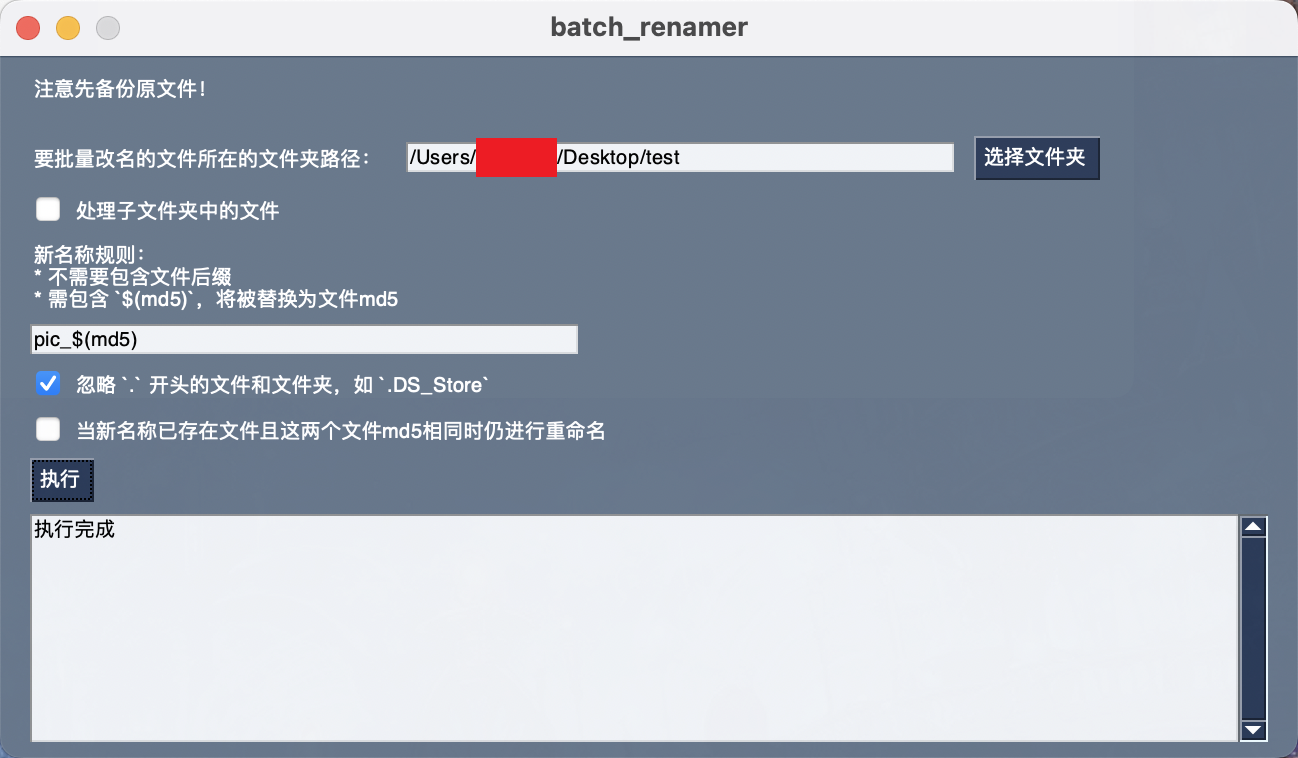 batch_renamer
注意先备份原文件！
要批量改名的文件所在的文件夹路径： /Users/ /Desktop/test 选择文件夹
处理子文件夹中的文件
新名称规则：
* 不需要包含文件后缀
* 需包含 `$(md5)`，将被替换为文件md5
pic_$(md5)
忽略 `.` 开头的文件和文件夹，如 `.DS_Store`
当新名称已存在文件且这两个文件md5相同时仍进行重命名
执行
执行完成